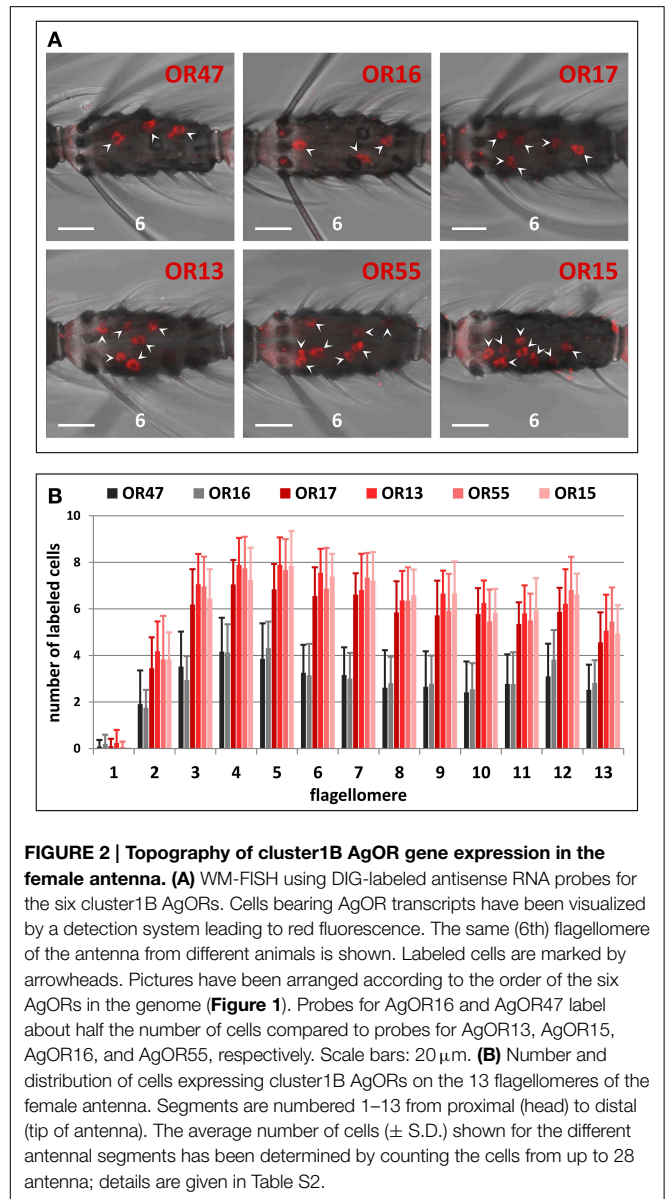 A
OR47
OR16
OR17
6
6
6
OR13
OR55
OR15
6
6
6
B
OR47 OR16 OR17 OR13 OR55 OR15
10
8
6
4
2
0
number of labeled cells
1 2 3 4 5 6 7 8 9 10 11 12 13
flagellomere
FIGURE 2 | Topography of cluster1B AgOR gene expression in the
female antenna. (A) WM-FISH using DIG-labeled antisense RNA probes for
the six cluster1B AgORs. Cells bearing AgOR transcripts have been visualized
by a detection system leading to red fluorescence. The same (6th) flagellomere
of the antenna from different animals is shown. Labeled cells are marked by
arrowheads. Pictures have been arranged according to the order of the six
AgORs in the genome (Figure 1). Probes for AgOR16 and AgOR47 label
about half the number of cells compared to probes for AgOR13, AgOR15,
AgOR16, and AgOR55, respectively. Scale bars: 20 μm. (B) Number and
distribution of cells expressing cluster1B AgORs on the 13 flagellomeres of the
female antenna. Segments are numbered 1–13 from proximal (head) to distal
(tip of antenna). The average number of cells (± S.D.) shown for the different
antennal segments has been determined by counting the cells from up to 28
antenna; details are given in Table S2.